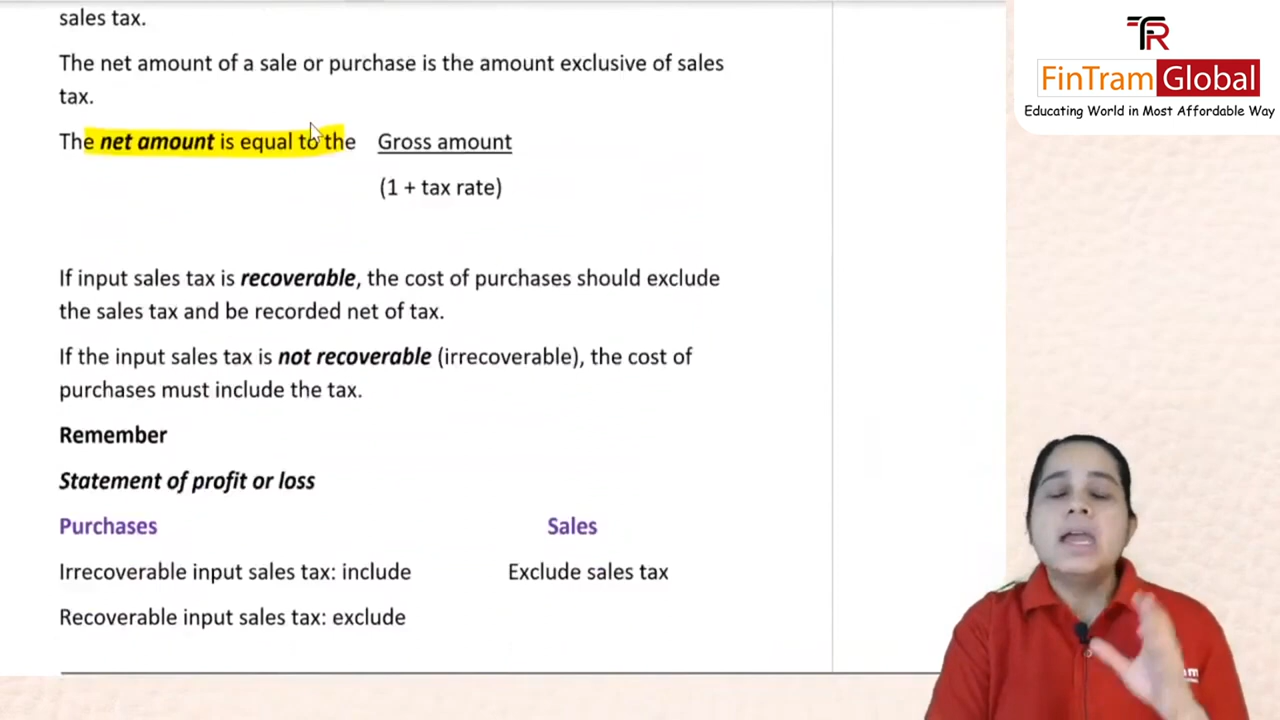 sales tax.
The net amount of a sale or purchase is the amount exclusive of sales
tax.
The net amount is equal to the Gross amount
(1 + tax rate)
If input sales tax is recoverable, the cost of purchases should exclude
the sales tax and be recorded net of tax.
If the input sales tax is not recoverable (irrecoverable), the cost of
purchases must include the tax.
Remember
Statement of profit or loss
Purchases Sales
Irrecoverable input sales tax: include Exclude sales tax
Recoverable input sales tax: exclude
TR
FinTram Global
Educating World in Most Affordable Way